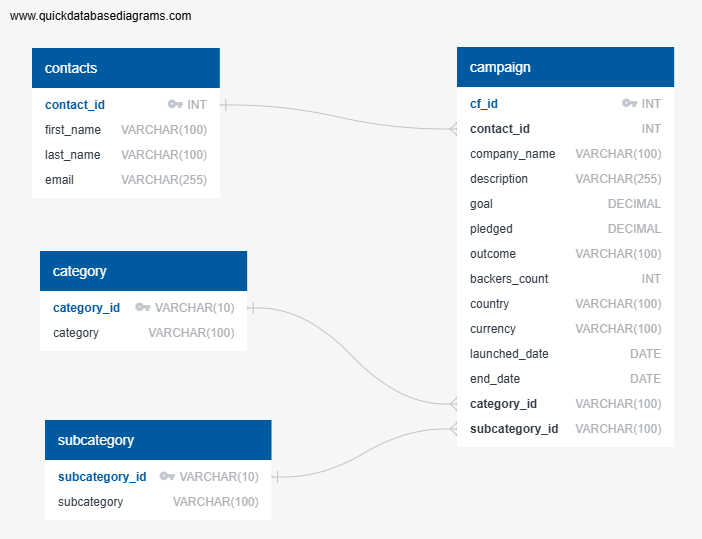 www.quickdatabasediagrams.com
contacts
contact_id INT
first_name VARCHAR(100)
last_name VARCHAR(100)
email VARCHAR(255)
category
category_id VARCHAR(10)
category VARCHAR(100)
subcategory
subcategory_id VARCHAR(10)
subcategory VARCHAR(100)
campaign
cf_id INT
contact_id INT
company_name VARCHAR(100)
description VARCHAR(255)
goal DECIMAL
pledged DECIMAL
outcome VARCHAR(100)
backers_count INT
country VARCHAR(100)
currency VARCHAR(100)
launched_date DATE
end_date DATE
category_id VARCHAR(100)
subcategory_id VARCHAR(100)